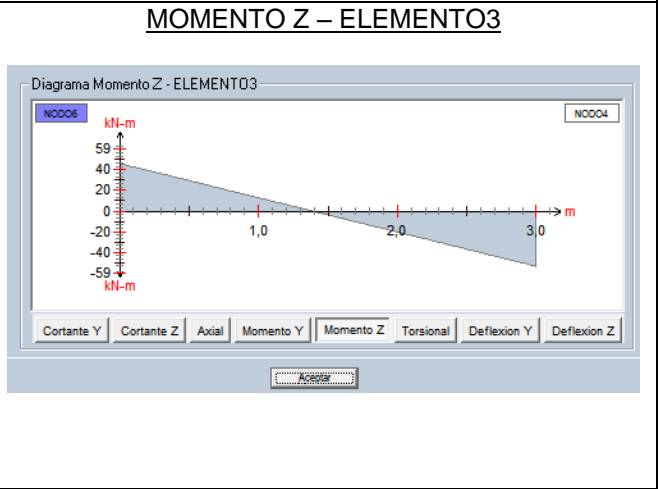 MOMENTO Z – ELEMENTO3
Diagrama Momento Z - ELEMENTO3
NODO6
NODO4
kN-m
59
40
20
0
-20
-40
-59
kN-m
1,0
2,0
3,0
m
Cortante Y Cortante Z Axial Momento Y Momento Z Torsional Deflexion Y Deflexion Z
Aceptar